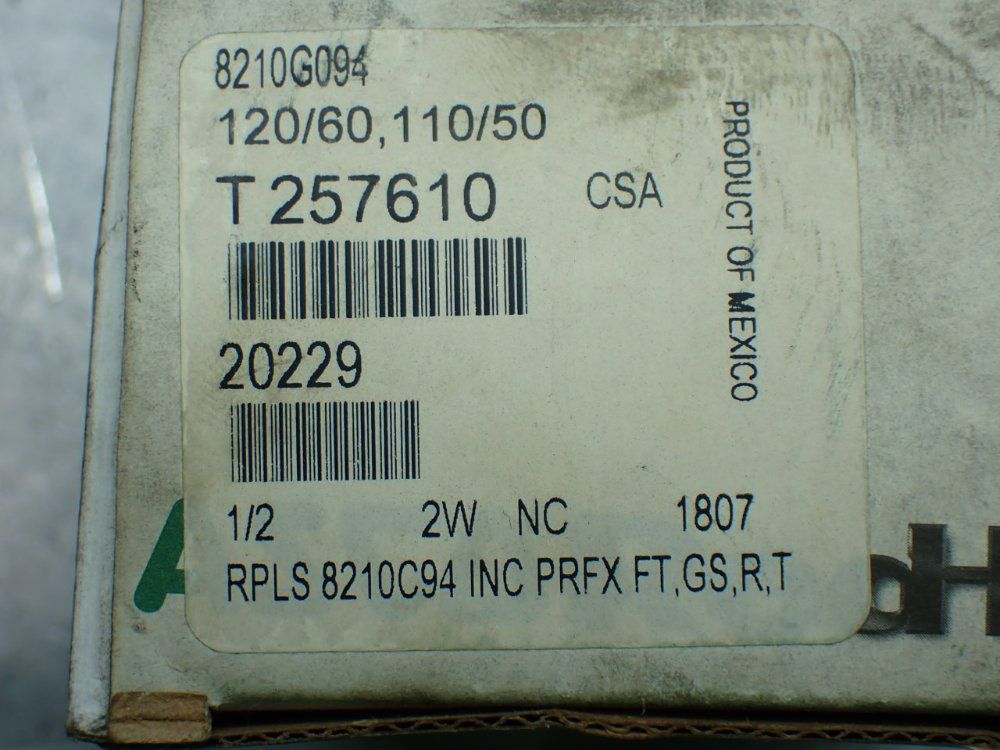 8210G094
120/60,110/50
T257610 CSA
PRODUCT OF MEXICO
20229
1/2 2W NC 1807
RPLS 8210C94 INC PRFX FT,GS,R,T